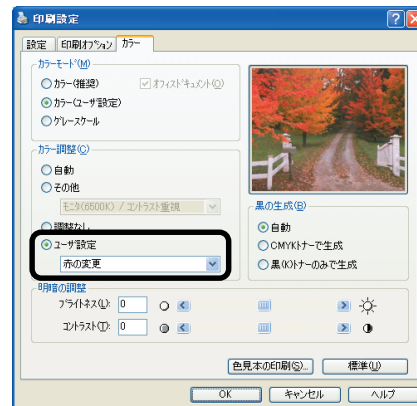 印刷設定
設定 印刷オプション カラー
カラーモード(M)
カラー(推奨) オフィスドキュメント(O)
カラー(ユーザ設定)
グレースケール
カラー調整(C)
自動
その他
モニタ(6500K) / コントラスト重視
調整なし
ユーザ設定
赤の変更
黒の生成(B)
自動
CMYKトナーで生成
黒(K)トナーのみで生成
明暗の調整
ブライトネス(L): 0
コントラスト(T): 0
色見本の印刷(S)... 標準(U)
OK キャンセル ヘルプ